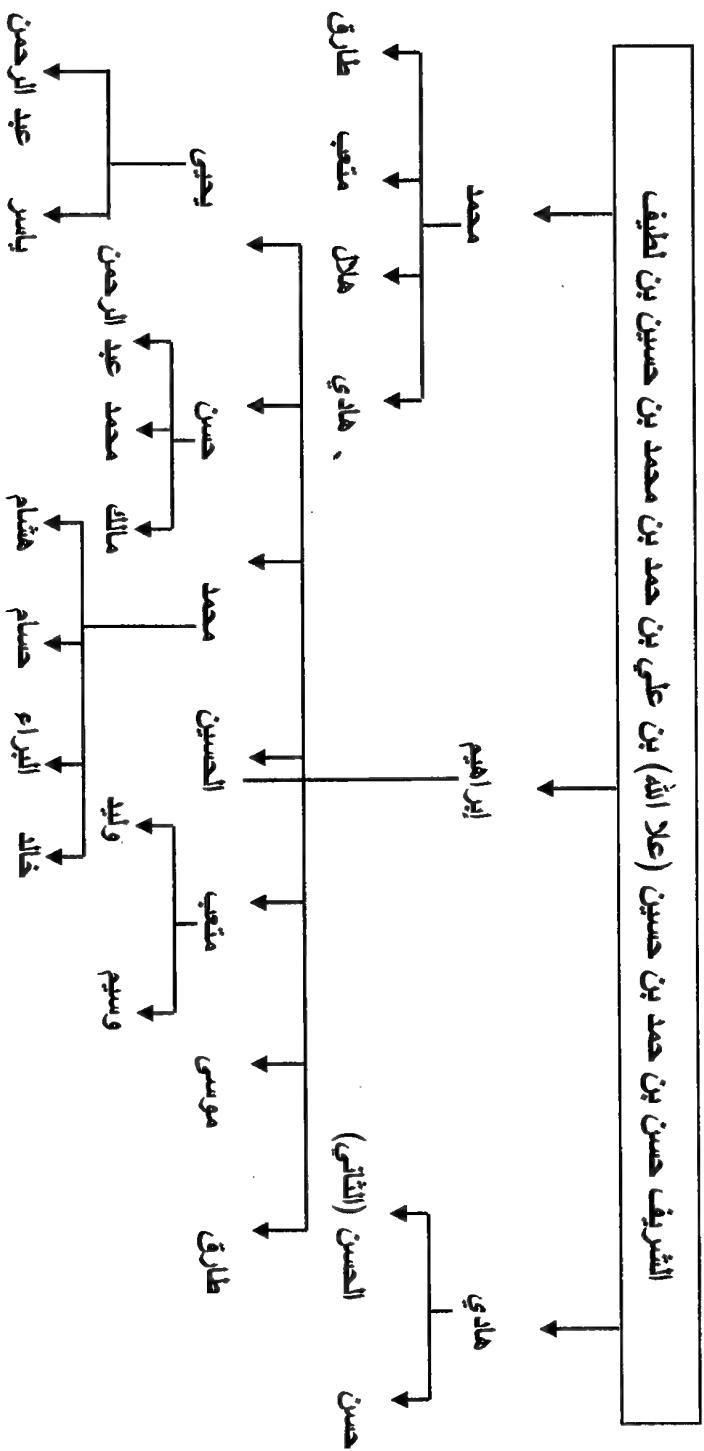 الشريف حسن بن حمد بن حسين (علا الله) بن علي بن حمد بن محمد بن حسين بن لطيف
هادي ابراهيم محمد
حسن الحسن (الثاني) هادي هلال متعب طارق
طارق موسى متعب الحسين محمد حسن يحيى
وسيم وليد مالك محمد عبد الرحمن
خالد البراء حسام هشام ياسر عبد الرحمن